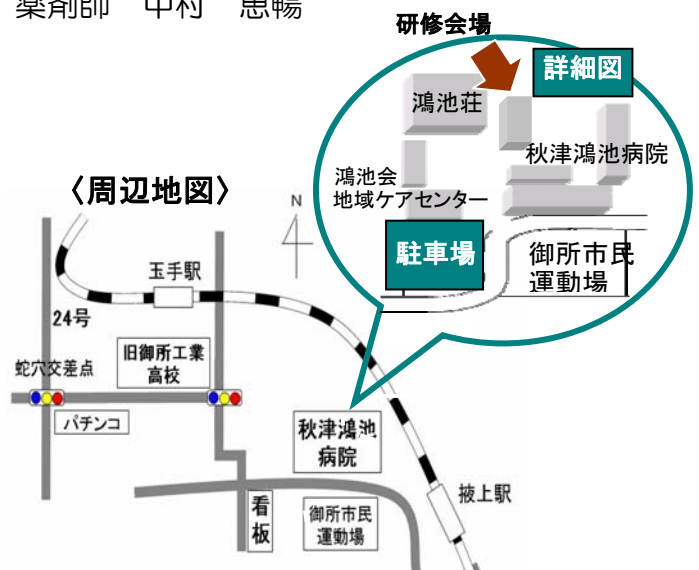 薬剤師 中村 恵暢
研修会場
詳細図
鴻池荘
秋津鴻池病院
鴻池会
地域ケアセンター
駐車場
御所市民
運動場
〈周辺地図〉
N
玉手駅
24号
蛇穴交差点
旧御所工業
高校
パチンコ
秋津鴻池
病院
看
板
御所市民
運動場
掖上駅